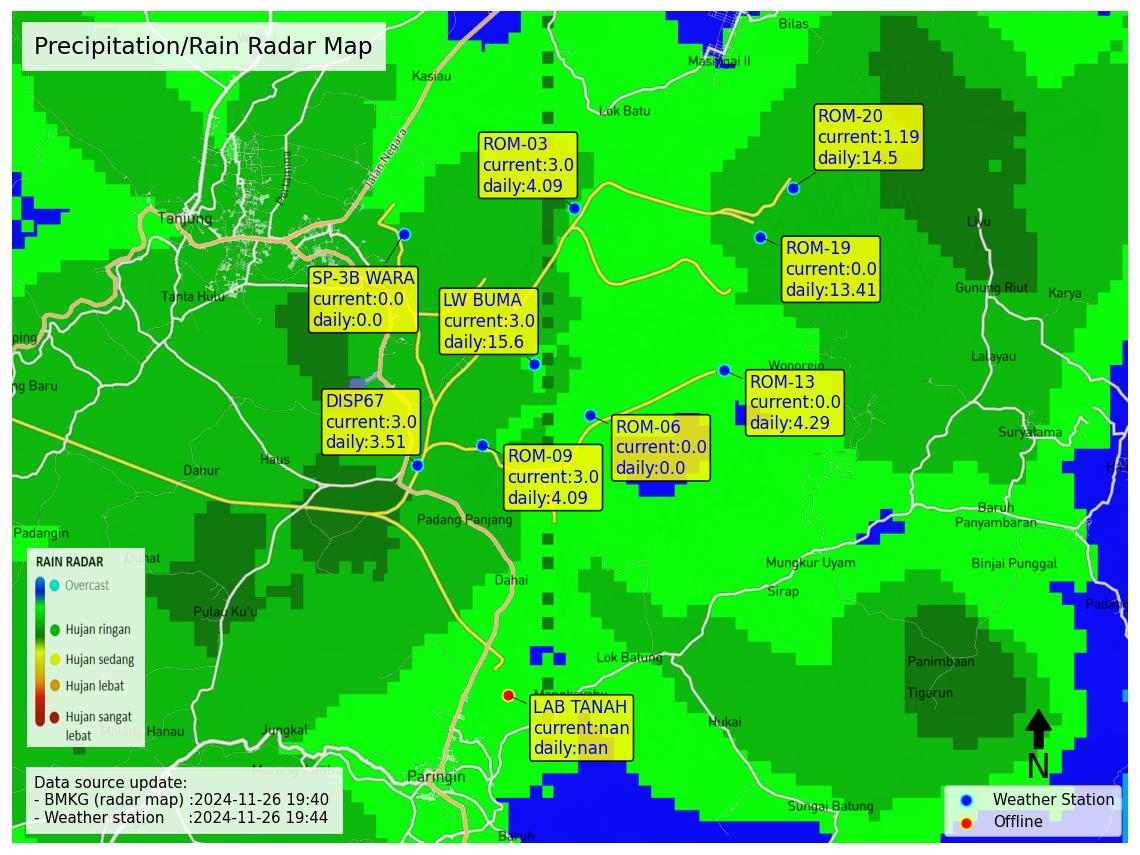 Precipitation/Rain Radar Map
Bilas
Masingai II
Kasiau
Lok Batu
Jalan Negara
Pertamina
Tanjung
Tanta Hulu
ROM-20
current:1.19
daily:14.5
ROM-03
current:3.0
daily:4.09
ROM-19
current:0.0
daily:13.41
SP-3B WARA
current:0.0
daily:0.0
LW BUMA
current:3.0
daily:15.6
Liyu
Gunung Riut
Karya
Lalayau
Suryatama
ping
ng Baru
Wonorejo
ROM-13
current:0.0
daily:4.29
DISP67
current:3.0
daily:3.51
ROM-06
current:0.0
daily:0.0
ROM-09
current:3.0
daily:4.09
Dahur
Haus
Padang Panjang
Padangin
Baruh
Panyambaran
Mungkur Uyam
Binjai Punggal
Sirap
Padang
Dahai
Pulau Ku'u
RAIN RADAR
Overcast
Hujan ringan
Hujan sedang
Hujan lebat
Hujan sangat
lebat
Lok Batung
Panimbaan
Tigarun
Hukai
LAB TANAH
current:nan
daily:nan
Jungkal
Paringin
Sungai Batung
Baruh
N
Data source update:
- BMKG (radar map) :2024-11-26 19:40
- Weather station :2024-11-26 19:44
Weather Station
Offline